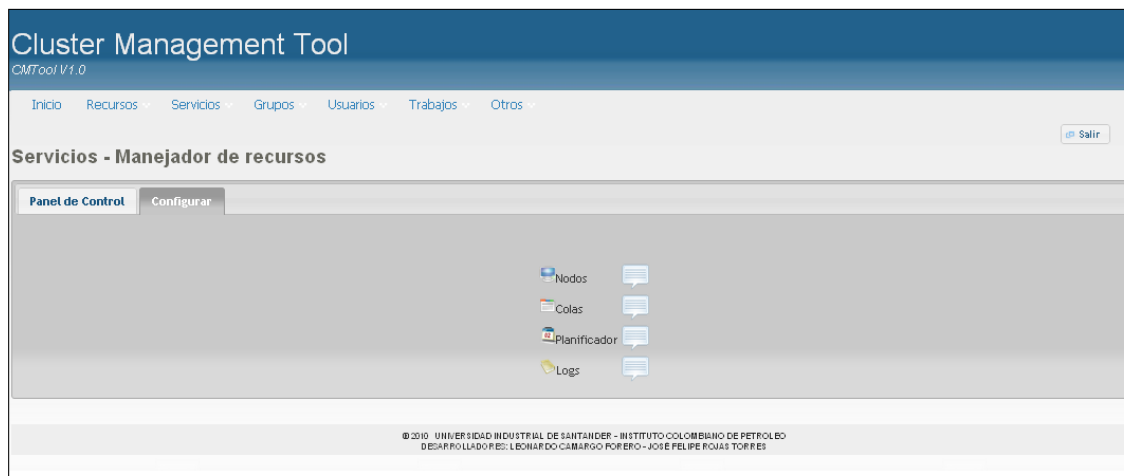 Cluster Management Tool
CMTool V1.0
Inicio Recursos Servicios Grupos Usuarios Trabajos Otros
Salir
Servicios - Manejador de recursos
Panel de Control Configurar
Nodos
Colas
Planificador
Logs
© 2010 UNIVERSIDAD INDUSTRIAL DE SANTANDER - INSTITUTO COLOMBIANO DE PETROLEO
DESARROLLADORES: LEONARDO CAMARGO FORERO - JOSÉ FELIPE ROJAS TORRES